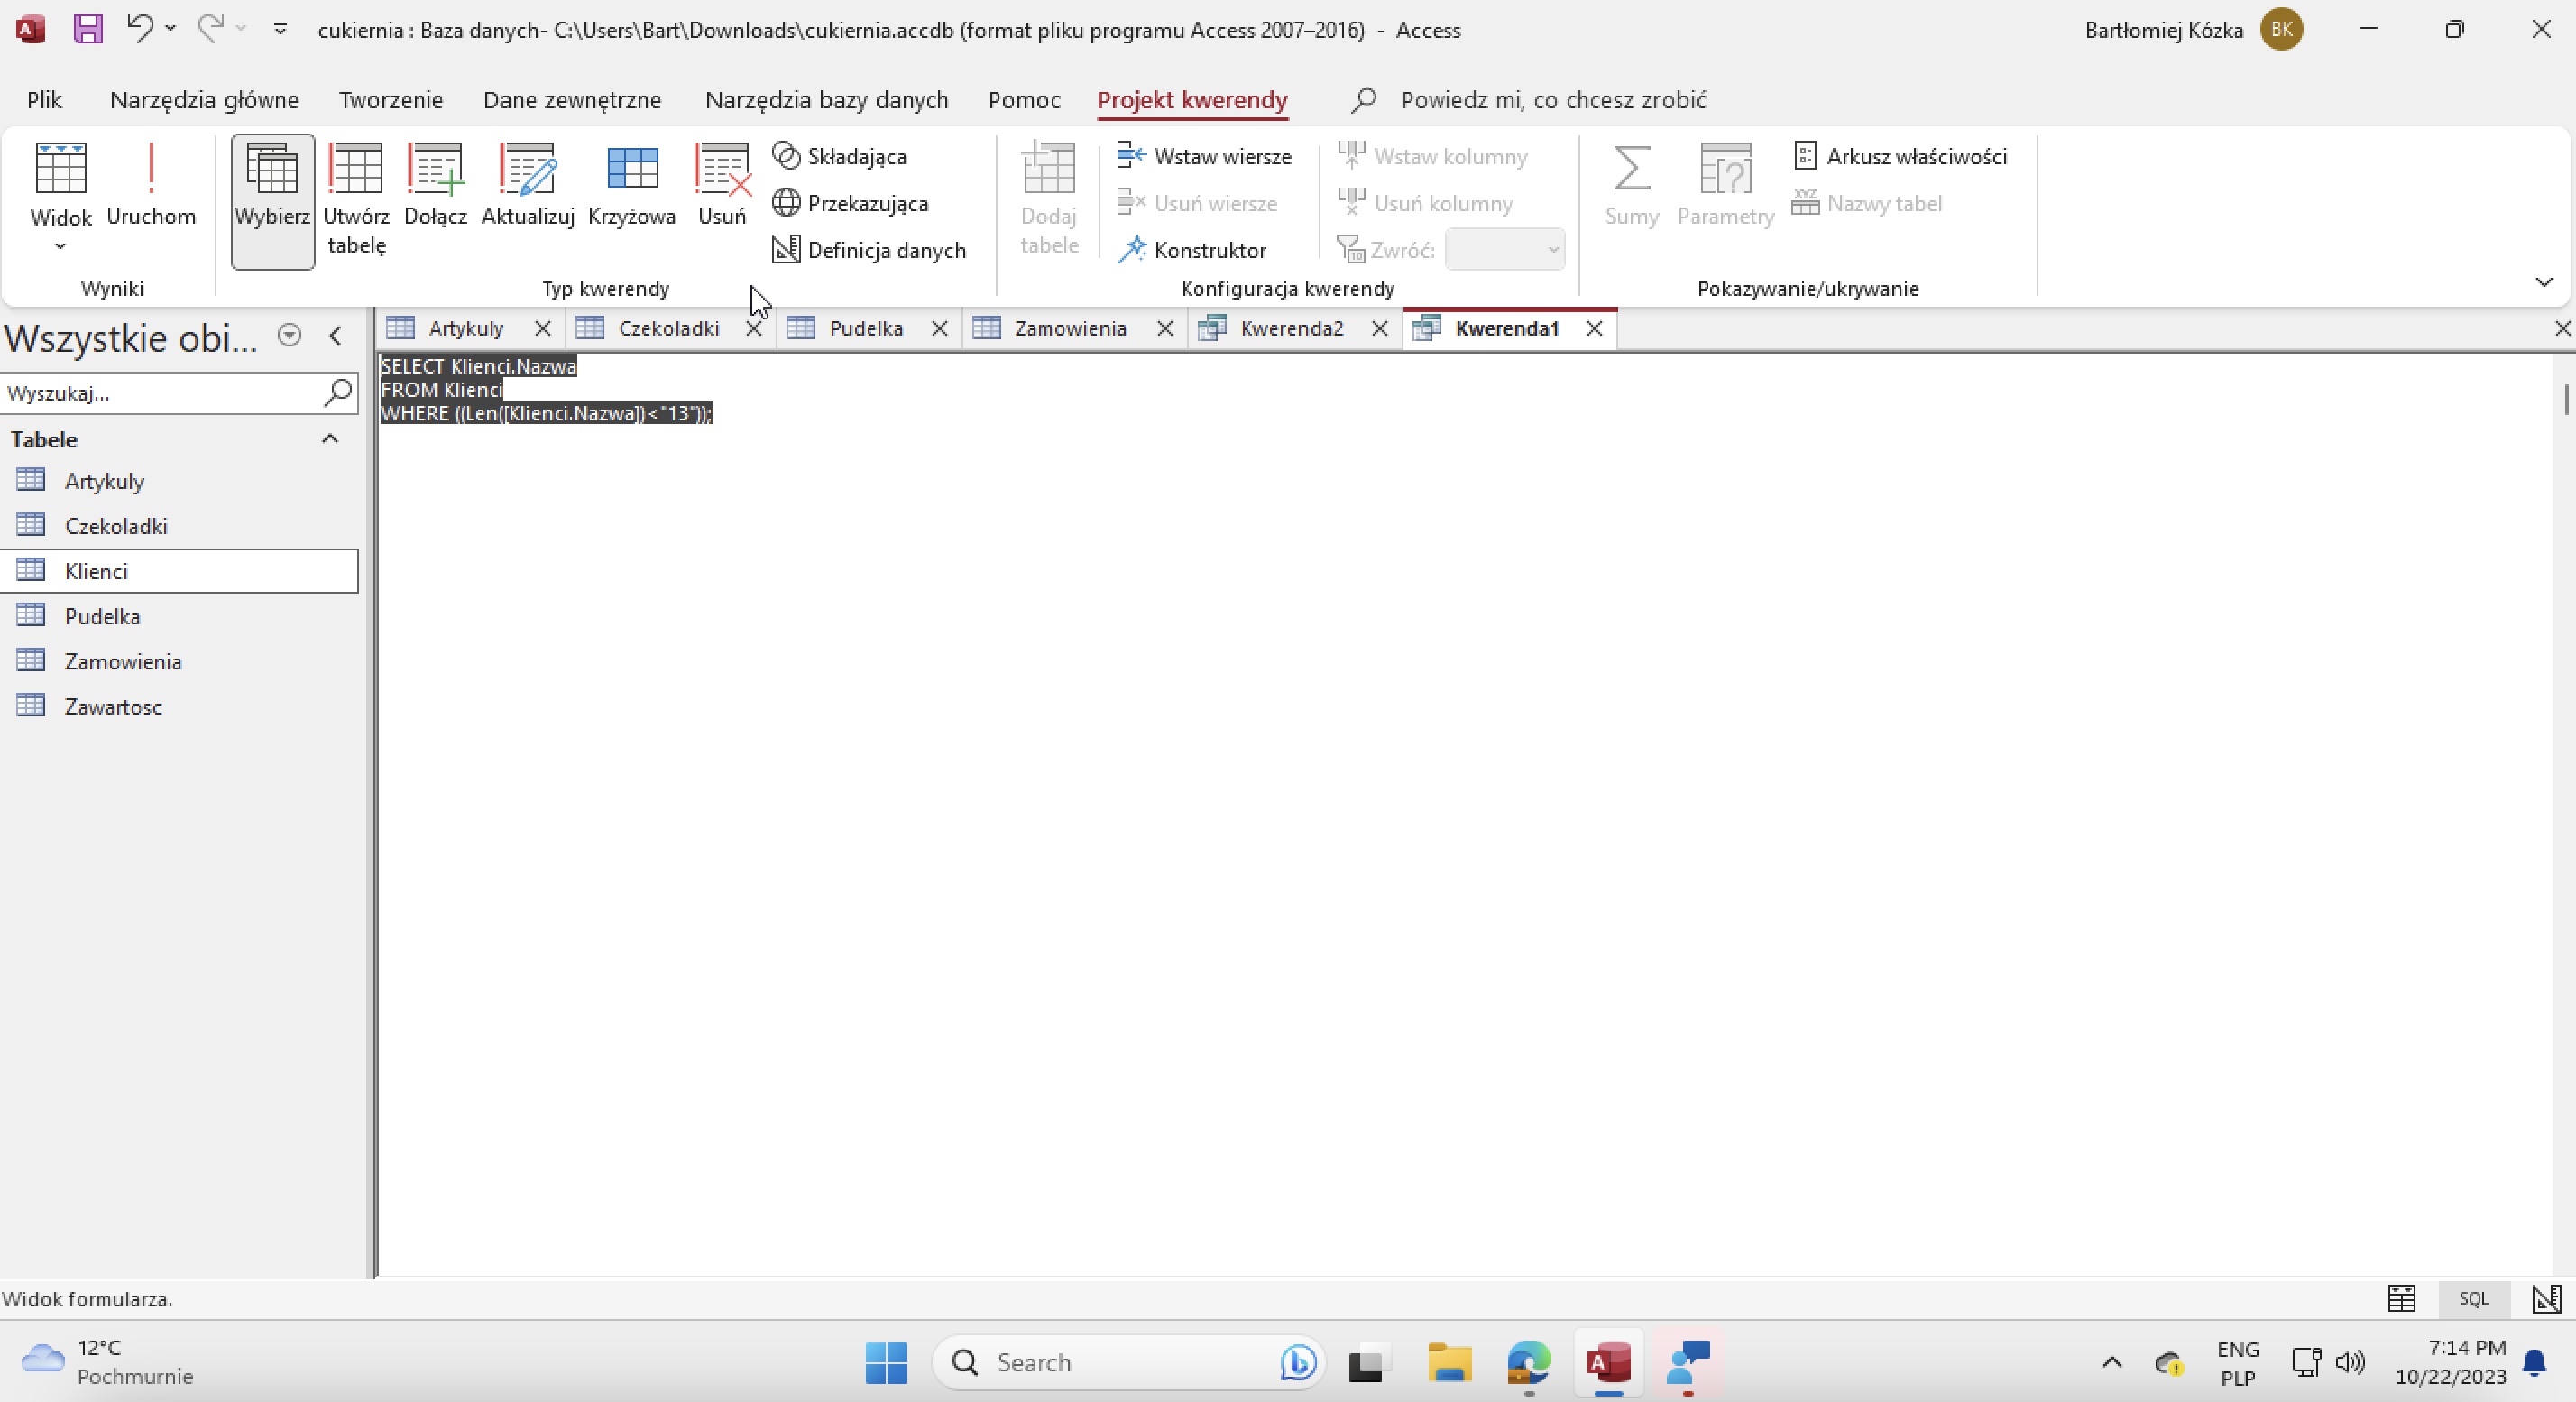 cukiernia : Baza danych- C:\Users\Bart\Downloads\cukiernia.accdb (format pliku programu Access 2007–2016) - Access
Bartłomiej Kózka
BK
Plik
Narzędzia główne
Tworzenie
Dane zewnętrzne
Narzędzia bazy danych
Pomoc
Projekt kwerendy
Powiedz mi, co chcesz zrobić
Widok
Uruchom
Wyniki
Wybierz
Utwórz
tabelę
Dołącz
Aktualizuj
Krzyżowa
Usuń
Składająca
Przekazująca
Definicja danych
Typ kwerendy
Dodaj
tabele
Wstaw wiersze
Usuń wiersze
Konstruktor
Wstaw kolumny
Usuń kolumny
Zwróć:
Konfiguracja kwerendy
Sumy
Parametry
Arkusz właściwości
Nazwy tabel
Pokazywanie/ukrywanie
Wszystkie obi...
Wyszukaj...
Tabele
Artykuly
Czekoladki
Klienci
Pudelka
Zamowienia
Zawartosc
Artykuly
Czekoladki
Pudelka
Zamowienia
Kwerenda2
Kwerenda1
SELECT Klienci.Nazwa
FROM Klienci
WHERE ((Len([Klienci.Nazwa])<"13"));
Widok formularza.
SQL
12°C
Pochmurnie
Search
ENG
PLP
7:14 PM
10/22/2023